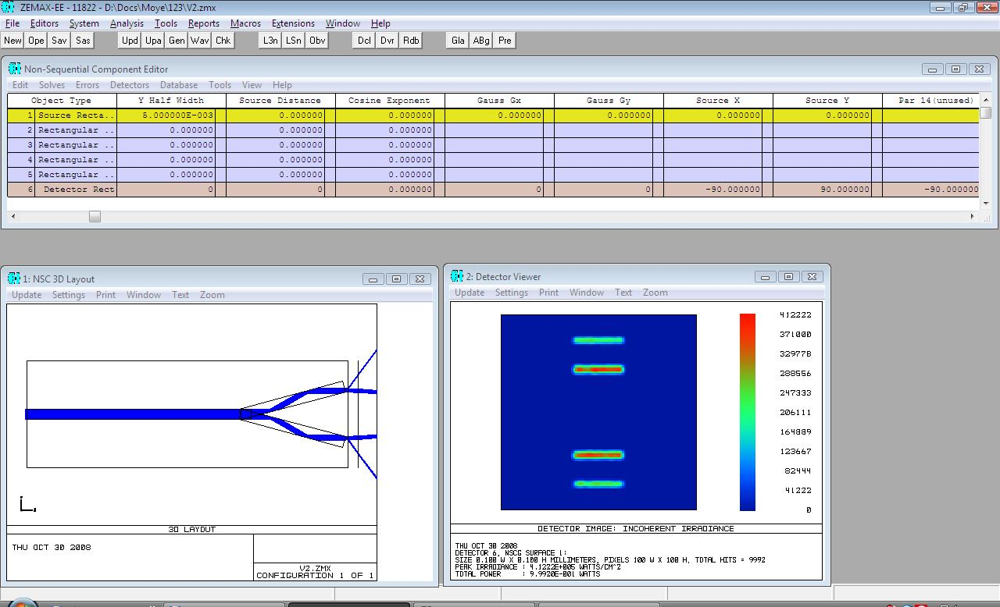 ZEMAX-EE - 11822 - D:\Docs\Moye\123\V2.zmx
File Editors System Analysis Tools Reports Macros Extensions Window Help
New Ope Sav Sas Upd Upa Gen Wav Chk L3n LSn Obv Dcl Dvr Rdb Gla ABg Pre
Non-Sequential Component Editor
Edit Solves Errors Detectors Database Tools View Help
Object Type Y Half Width Source Distance Cosine Exponent Gauss Gx Gauss Gy Source X Source Y Par 14(unused)
1 Source Recta.. 5.000000E-003 0.000000 0.000000 0.000000 0.000000 0.000000 0.000000
2 Rectangular .. 0.000000 0.000000 0.000000
3 Rectangular .. 0.000000 0.000000 0.000000
4 Rectangular .. 0.000000 0.000000 0.000000
5 Rectangular .. 0.000000 0.000000 0.000000
6 Detector Rect 0 0 0.000000 0 0 -90.000000 90.000000 -90.000000
1: NSC 3D Layout
Update Settings Print Window Text Zoom
3D LAYOUT
THU OCT 30 2008
V2.ZMX
CONFIGURATION 1 OF 1
2: Detector Viewer
Update Settings Print Window Text Zoom
412222
371000
329778
288556
247333
206111
164889
123667
82444
41222
0
DETECTOR IMAGE: INCOHERENT IRRADIANCE
THU OCT 30 2008
DETECTOR 6, NSCG SURFACE 1:
SIZE 0.100 W X 0.100 H MILLIMETERS, PIXELS 100 W X 100 H, TOTAL HITS = 9992
PEAK IRRADIANCE : 4.1222E+005 WATTS/CM^2
TOTAL POWER : 9.9920E-001 WATTS